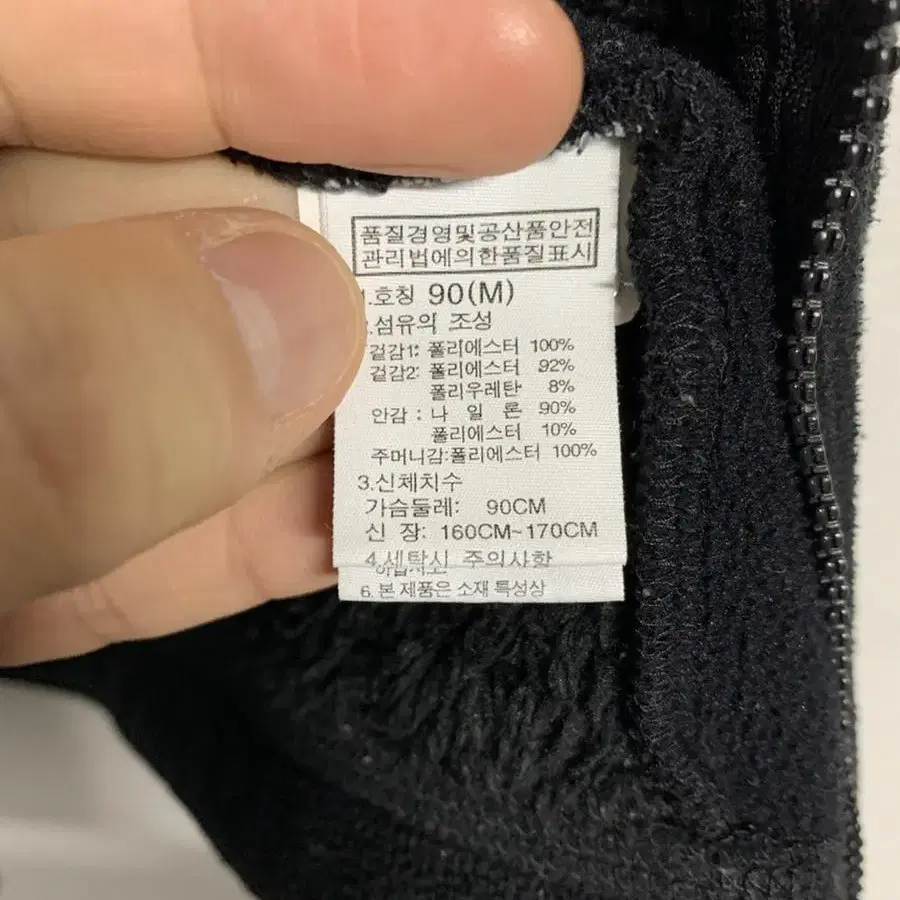 품질경영및공산품안전
관리법에의한품질표시
1.호칭 90(M)
.섬유의 조성
겉감1: 폴리에스터 100%
겉감2: 폴리에스터 92%
폴리우레탄 8%
안감 : 나 일 론 90%
폴리에스터 10%
주머니감:폴리에스터 100%
3.신체치수
가슴둘레: 90CM
신 장: 160CM~170CM
4.세탁시 주의사항
6.본 제품은 소재 특성상